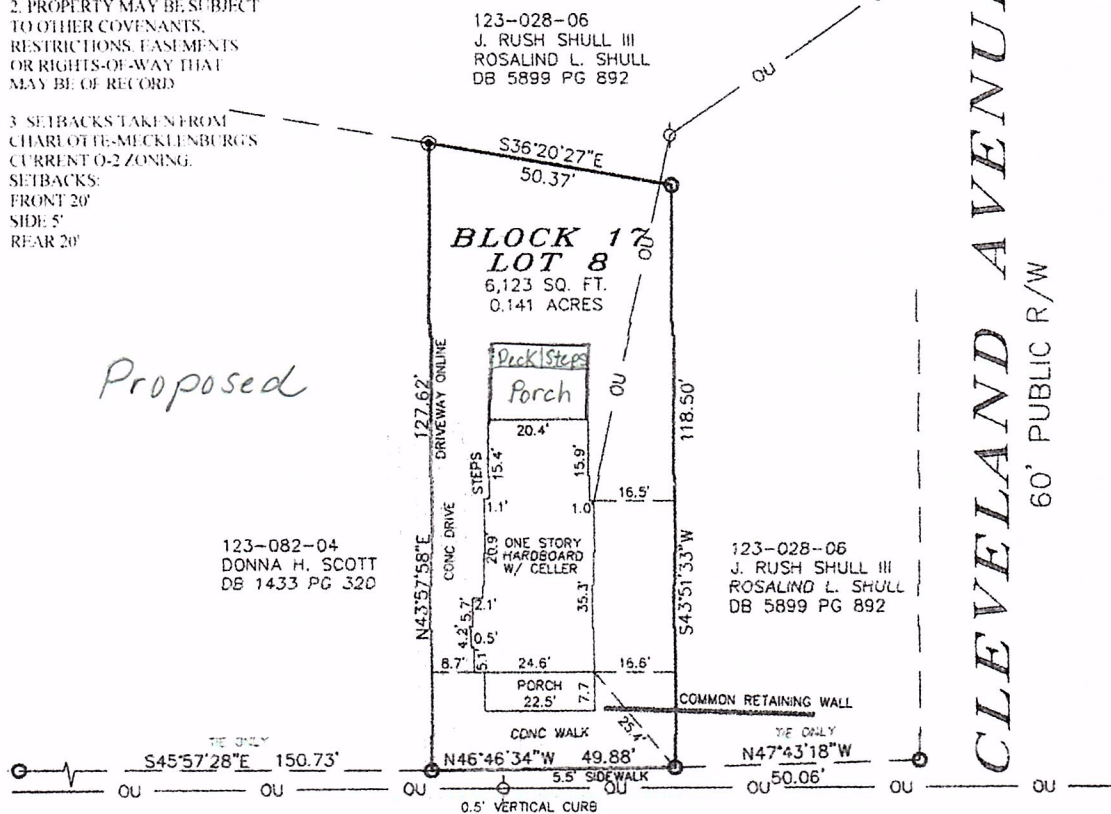 2. PROPERTY MAY BE SUBJECT
TO OTHER COVENANTS,
RESTRICTIONS, EASEMENTS
OR RIGHTS-OF-WAY THAT
MAY BE OF RECORD
3 SETBACKS TAKEN FROM
CHARLOTTE-MECKLENBURG'S
CURRENT O-2 ZONING.
SETBACKS:
FRONT 20'
SIDE 5'
REAR 20'
123-028-06
J. RUSH SHULL III
ROSALIND L. SHULL
DB 5899 PG 892
OU
S36°20'27"E
50.37'
BLOCK 17
LOT 8
6,123 SQ. FT.
0.141 ACRES
OU
Proposed
Deck Steps
Porch
OU
20.4'
127.62'
DRIVEWAY ONLINE
118.50'
STEPS
15.4'
15.9'
16.5'
1.1'
1.0'
CONC DRIVE
20.9
ONE STORY
HARDBOARD
W/ CELLER
35.3'
N43°57'58"E
S43°51'33"W
123-082-04
DONNA H. SCOTT
DB 1433 PG 320
123-028-06
J. RUSH SHULL III
ROSALIND L. SHULL
DB 5899 PG 892
5.7'
2.1'
4.2'
0.5'
5.1'
8.7'
24.6'
16.6'
PORCH
22.5'
7.7
25.4'
COMMON RETAINING WALL
CONC WALK
TIE ONLY
S45°57'28"E 150.73'
N46°46'34"W 49.88'
TIE ONLY
N47°43'18"W
50.06'
5.5' SIDEWALK
OU OU OU OU OU OU
0.5' VERTICAL CURB
CLEVELAND AVENU
60' PUBLIC R/W